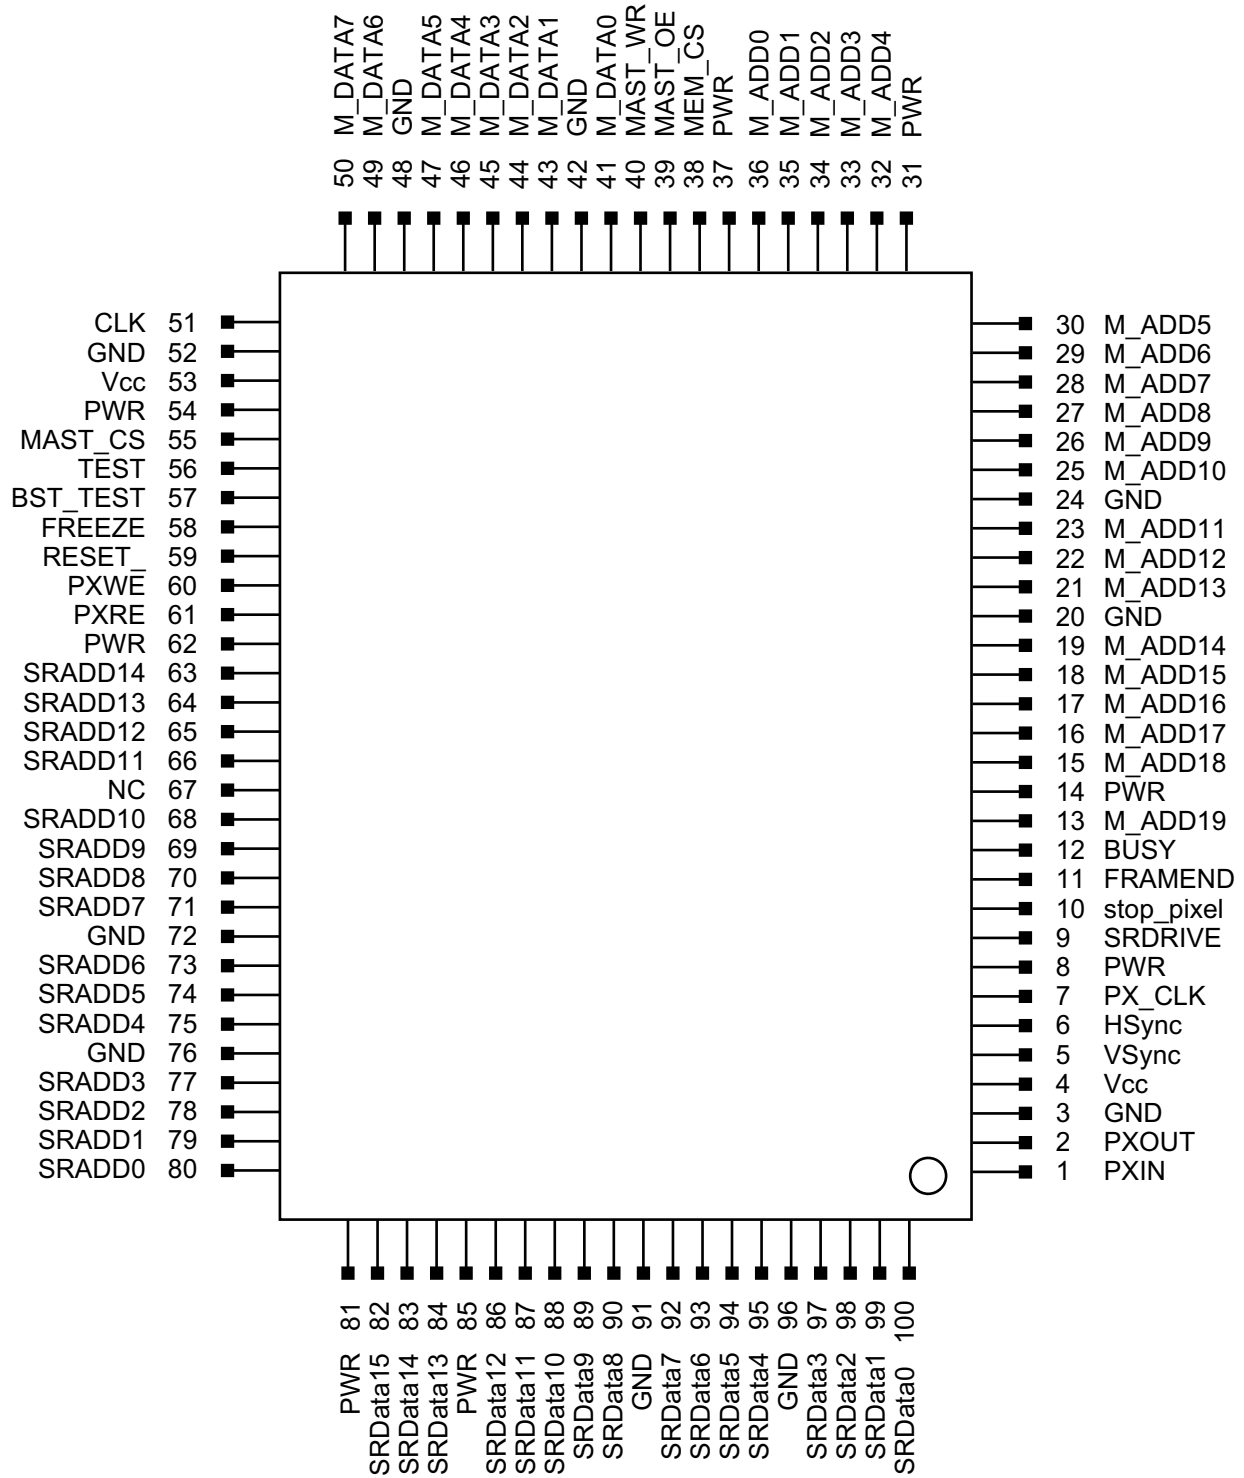 50 M_DATA7
49 M_DATA6
48 GND
47 M_DATA5
46 M_DATA4
45 M_DATA3
44 M_DATA2
43 M_DATA1
42 GND
41 M_DATA0
40 MAST_WR
39 MAST_OE
38 MEM_CS
37 PWR
36 M_ADD0
35 M_ADD1
34 M_ADD2
33 M_ADD3
32 M_ADD4
31 PWR
CLK 51
GND 52
Vcc 53
PWR 54
MAST_CS 55
TEST 56
BST_TEST 57
FREEZE 58
RESET_ 59
PXWE 60
PXRE 61
PWR 62
SRADD14 63
SRADD13 64
SRADD12 65
SRADD11 66
NC 67
SRADD10 68
SRADD9 69
SRADD8 70
SRADD7 71
GND 72
SRADD6 73
SRADD5 74
SRADD4 75
GND 76
SRADD3 77
SRADD2 78
SRADD1 79
SRADD0 80
30 M_ADD5
29 M_ADD6
28 M_ADD7
27 M_ADD8
26 M_ADD9
25 M_ADD10
24 GND
23 M_ADD11
22 M_ADD12
21 M_ADD13
20 GND
19 M_ADD14
18 M_ADD15
17 M_ADD16
16 M_ADD17
15 M_ADD18
14 PWR
13 M_ADD19
12 BUSY
11 FRAMEND
10 stop_pixel
9 SRDRIVE
8 PWR
7 PX_CLK
6 HSync
5 VSync
4 Vcc
3 GND
2 PXOUT
1 PXIN
PWR 81
SRData15 82
SRData14 83
SRData13 84
PWR 85
SRData12 86
SRData11 87
SRData10 88
SRData9 89
SRData8 90
GND 91
SRData7 92
SRData6 93
SRData5 94
SRData4 95
GND 96
SRData3 97
SRData2 98
SRData1 99
SRData0 100